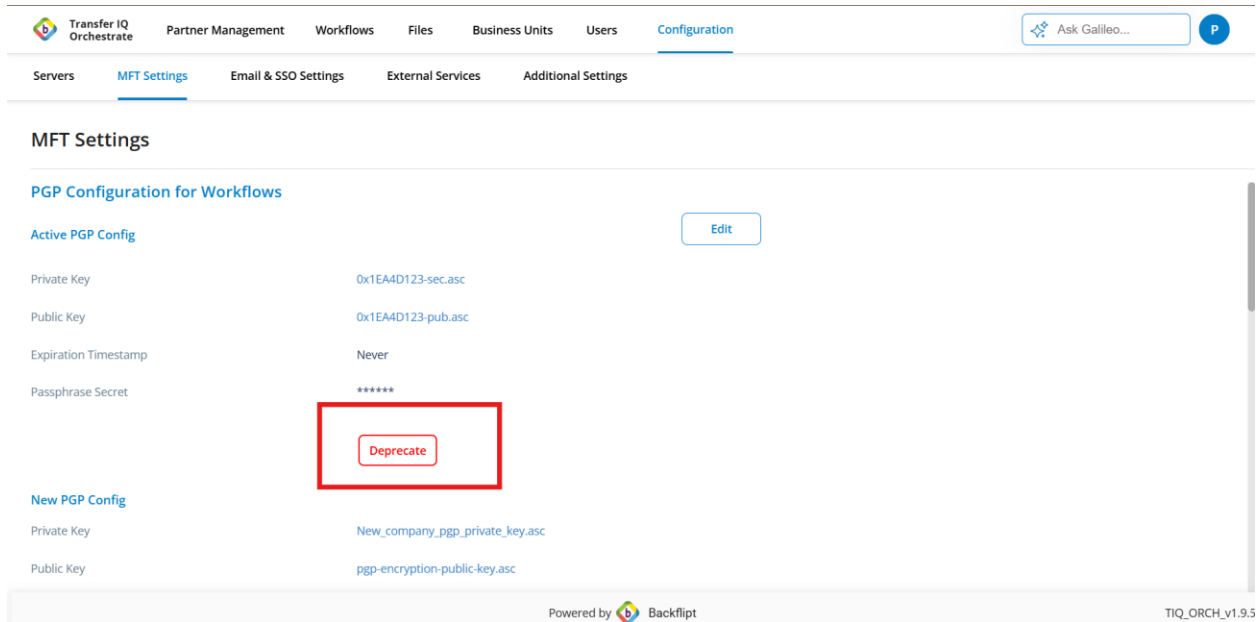 Transfer IQ
Orchestrate
Partner Management Workflows Files Business Units Users Configuration Ask Galileo... P
Servers MFT Settings Email & SSO Settings External Services Additional Settings
MFT Settings
PGP Configuration for Workflows
Active PGP Config Edit
Private Key 0x1EA4D123-sec.asc
Public Key 0x1EA4D123-pub.asc
Expiration Timestamp Never
Passphrase Secret ******
Deprecate
New PGP Config
Private Key New_company_pgp_private_key.asc
Public Key pgp-encryption-public-key.asc
Powered by b Backflipt TIQ_ORCH_v1.9.5